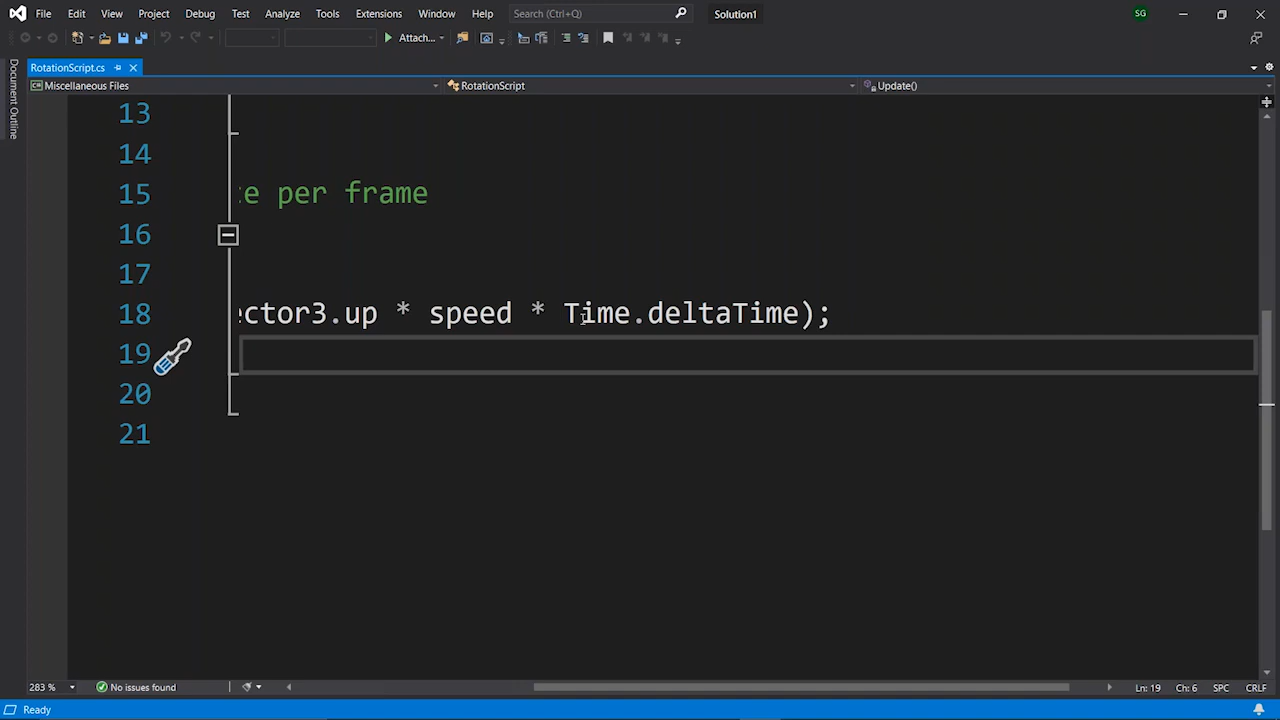 File Edit View Project Build Debug Test Analyze Tools Extensions Window Help Search (Ctrl+Q) Solution1 SG
Attach...
RotationScript.cs
Document Outline
Miscellaneous Files RotationScript Update()
13
14
15 te per frame
16
17
18 ector3.up * speed * Time.deltaTime);
19
20
21
283 % No issues found Ln: 19 Ch: 6 SPC CRLF
Ready